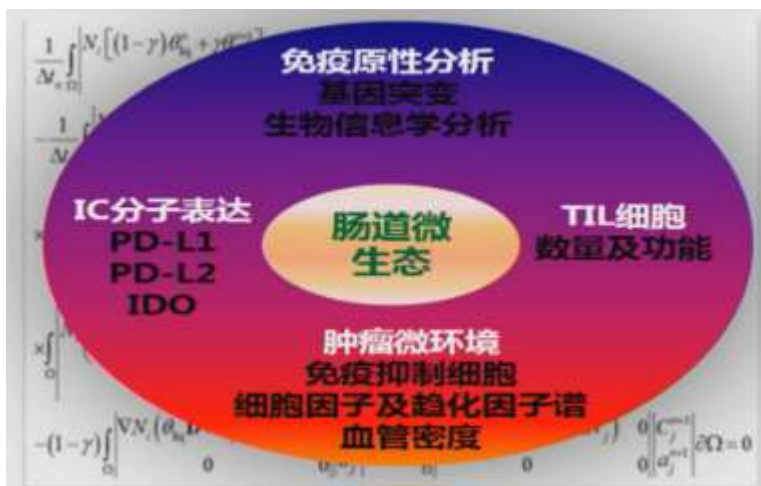 免疫原性分析
基因突变
生物信息学分析
IC分子表达
PD-L1
PD-L2
IDO
肠道微
生态
TIL细胞
数量及功能
肿瘤微环境
免疫抑制细胞
细胞因子及趋化因子谱
血管密度